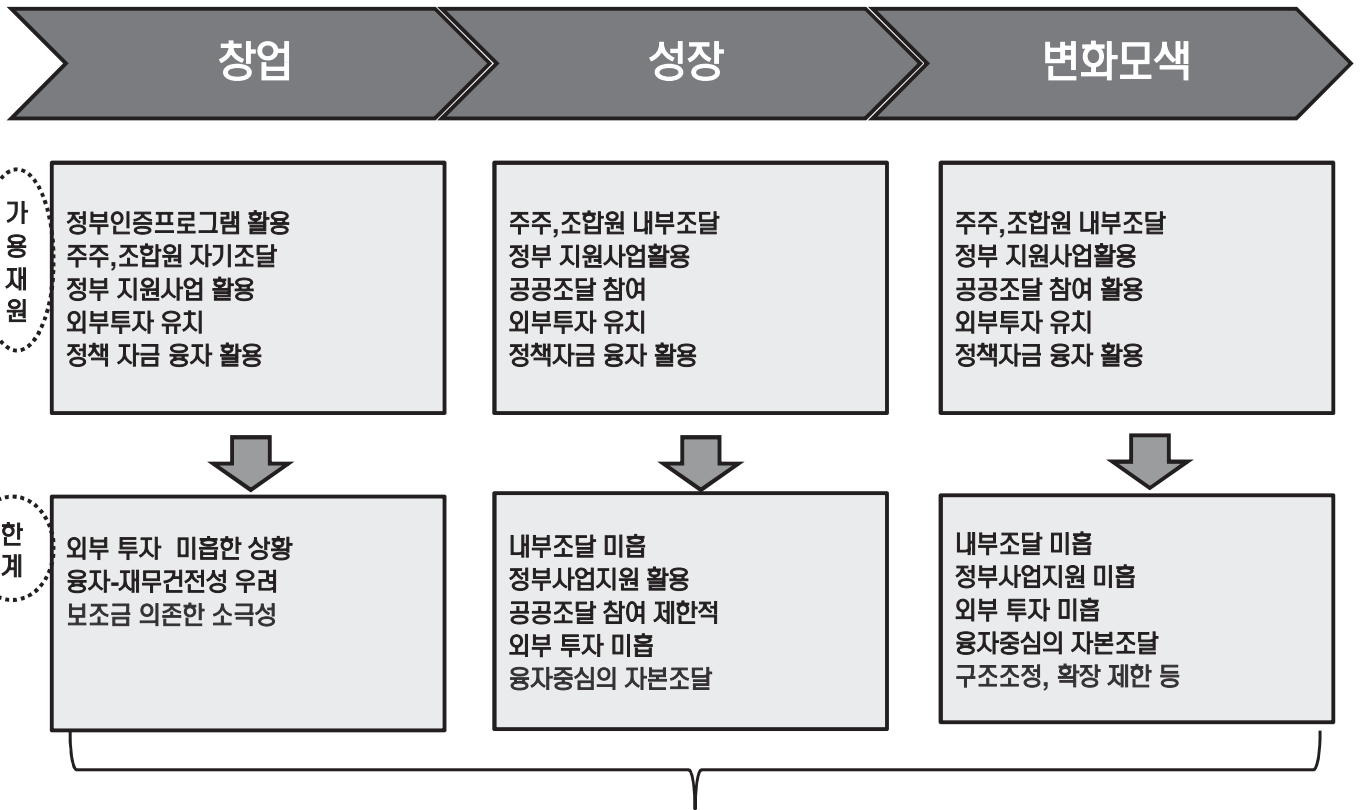 창업
성장
변화모색
가
용
재
원
정부인증프로그램 활용
주주,조합원 자기조달
정부 지원사업 활용
외부투자 유치
정책 자금 융자 활용
주주,조합원 내부조달
정부 지원사업활용
공공조달 참여
외부투자 유치
정책자금 융자 활용
주주,조합원 내부조달
정부 지원사업활용
공공조달 참여 활용
외부투자 유치
정책자금 융자 활용
한
계
외부 투자  미흡한 상황
융자-재무건전성 우려
보조금 의존한 소극성
내부조달 미흡
정부사업지원 활용
공공조달 참여 제한적
외부 투자 미흡
융자중심의 자본조달
내부조달 미흡
정부사업지원 미흡
외부 투자 미흡
융자중심의 자본조달
구조조정, 확장 제한 등